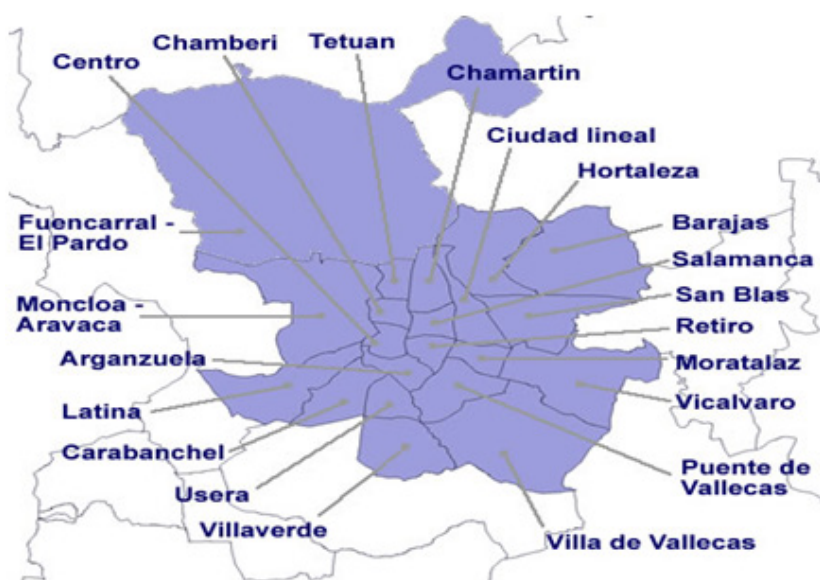 Chamberi
Tetuan
Centro
Chamartin
Ciudad lineal
Hortaleza
Fuencarral -
El Pardo
Barajas
Salamanca
Moncloa -
Aravaca
San Blas
Retiro
Arganzuela
Moratalaz
Latina
Vicalvaro
Carabanchel
Puente de
Vallecas
Usera
Villaverde
Villa de Vallecas